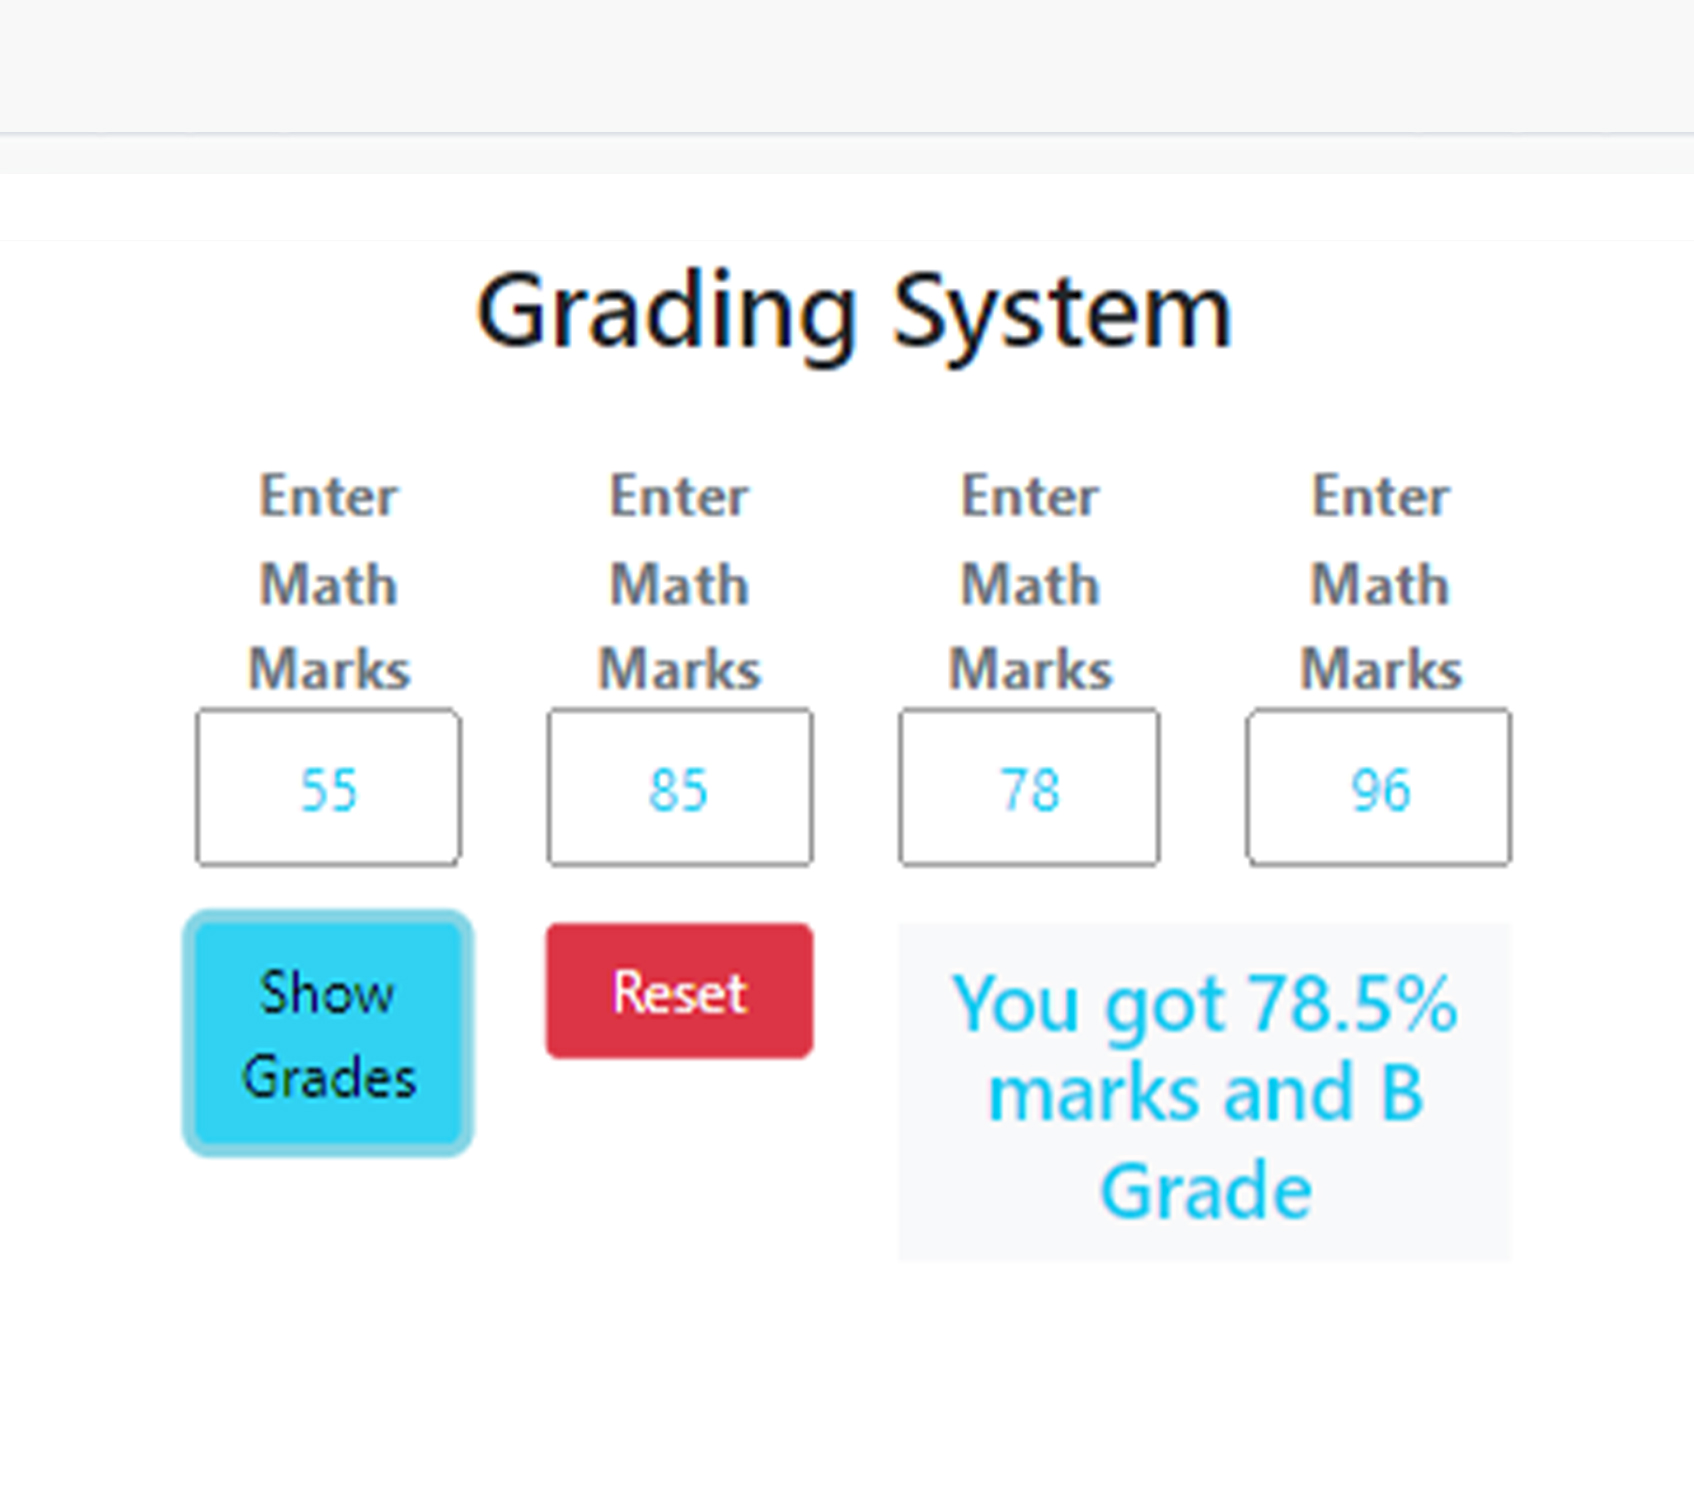 Grading System
Enter Enter Enter Enter
Math Math Math Math
Marks Marks Marks Marks
55 85 78 96
Show
Grades
Reset
You got 78.5%
marks and B
Grade